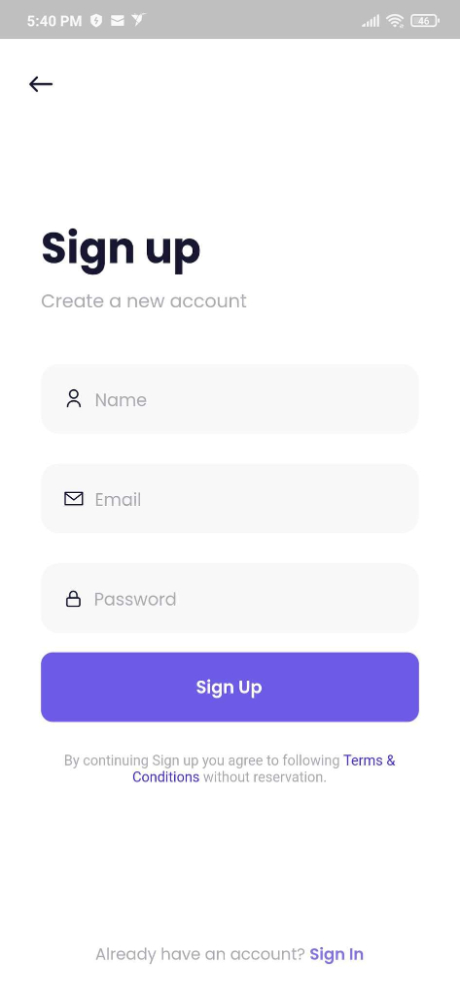 5:40 PM 46
Sign up
Create a new account
Name
Email
Password
Sign Up
By continuing Sign up you agree to following Terms &
Conditions without reservation.
Already have an account? Sign In